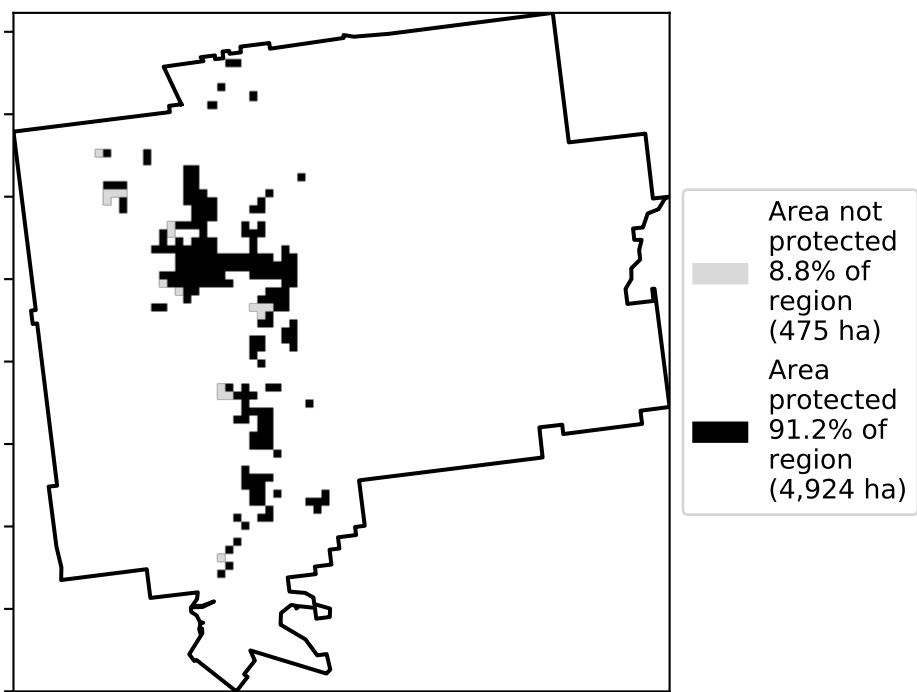 Area not
protected
8.8% of
region
(475 ha)
Area
protected
91.2% of
region
(4,924 ha)